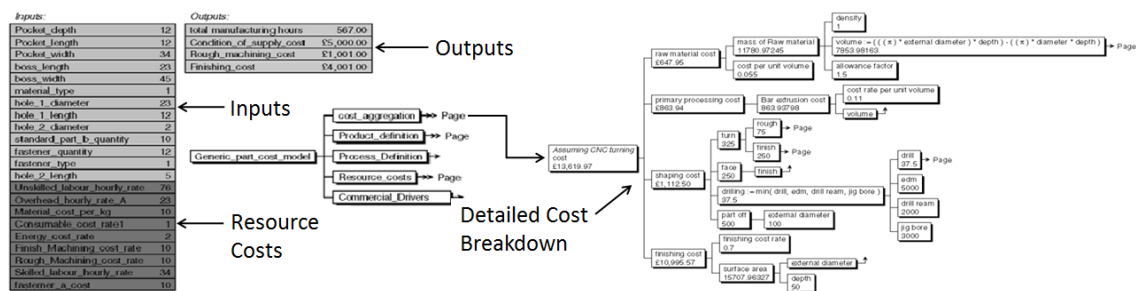 Inputs:
Pocket_depth 12
Pocket_length 12
Pocket_width 34
boss_length 23
boss_width 45
material_type 1
hole_1_diameter 23
hole_1_length 12
hole_2_diameter 2
standard_part_lb_quantity 10
fastener_quantity 12
fastener_type 1
hole_2_length 5
Unskilled_labour_hourly_rate 76
Overhead_hourly_rate_A 23
Material_cost_per_kg 10
Consumable_cost_rate1 1
Energy_cost_rate 2
Finish_Machining_cost_rate 10
Rough_Machining_cost_rate 10
Skilled_labour_hourly_rate 34
fastener_a_cost 10
Outputs:
total manufacturing hours 567.00
Condition_of_supply_cost £5,000.00
Rough_machining_cost £1,001.00
Finishing_cost £4,001.00
Outputs
Inputs
Resource
Costs
Generic_part_cost_model
cost_aggregation Page
Product_definition Page
Process_Definition
Resource_costs Page
Commercial_Drivers
Detailed Cost
Breakdown
Assuming CNC turning
cost
£13,619.97
raw material cost
£647.95
mass of Raw material
11780.97245
density
1
volume :=(((π) * external diameter) * depth) - ((π) * diameter * depth)
7853.98163
Page
allowance factor
1.5
cost per unit volume
0.055
primary processing cost
£863.94
Bar extrusion cost
863.93798
cost rate per unit volume
0.11
volume
shaping cost
£1,112.50
turn
325
rough
75
Page
finish
250
Page
face
250
finish
drilling :=min( drill, edm, drill ream, jig bore )
37.5
drill
37.5
Page
edm
5000
drill ream
2000
jig bore
3000
part off
500
external diameter
100
finishing cost
£10,995.57
finishing cost rate
0.7
surface area
15707.96327
external diameter
depth
50